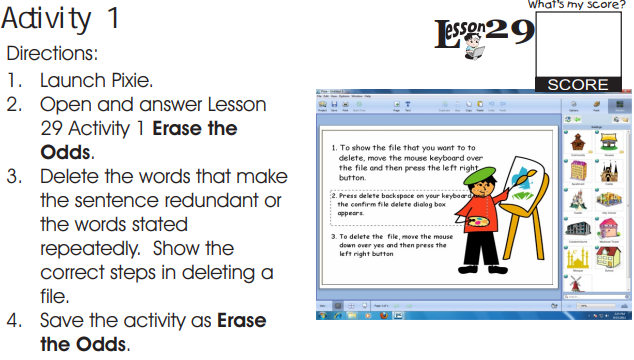 What's my score?
Activity 1
Lesson 29
SCORE
Directions:
1. Launch Pixie.
2. Open and answer Lesson
29 Activity 1 Erase the
Odds.
3. Delete the words that make
the sentence redundant or
the words stated
repeatedly. Show the
correct steps in deleting a
file.
4. Save the activity as Erase
the Odds.
1. To show the file that you want to to
delete, move the mouse keyboard over
the file and then press the left right
button.
2. Press delete backspace on your keyboard
the confirm file delete dialog box
appears.
3. To delete the file, move the mouse
down over yes and then press the
left right button